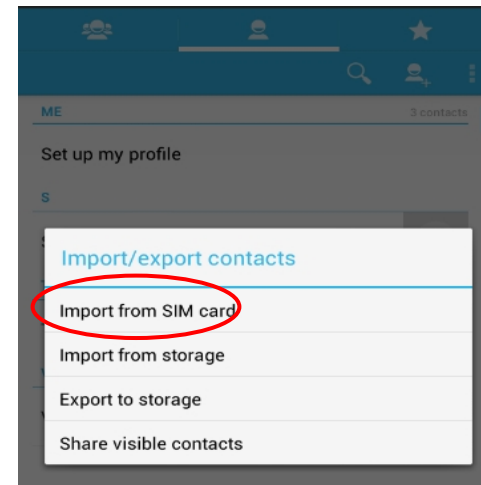 ME 3 contacts
Set up my profile
S
Import/export contacts
Import from SIM card
Import from storage
Export to storage
Share visible contacts